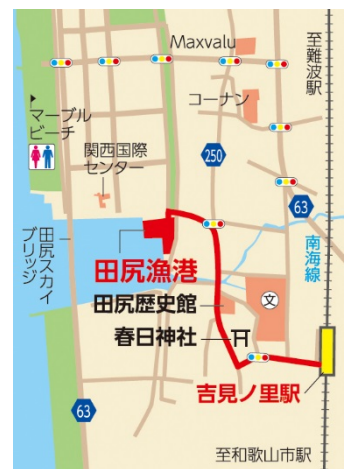 Maxvalu
至難波駅
コーナン
マーブル
ビーチ
関西国際
センター
250
63
田尻スカイ
ブリッジ
南海線
田尻漁港
田尻歴史館
文
春日神社
吉見ノ里駅
63
至和歌山市駅